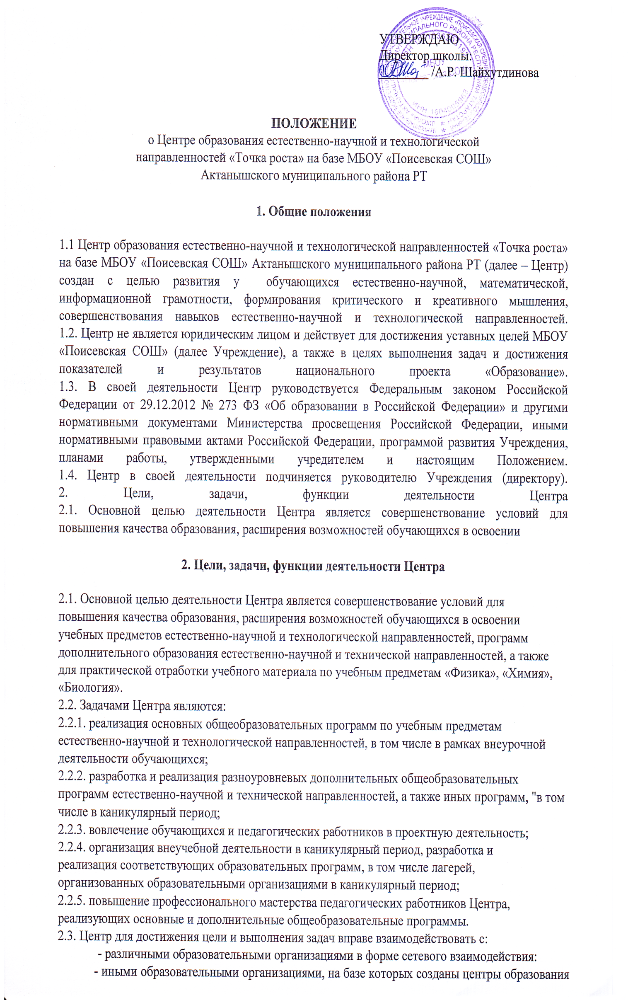 УТВЕРЖДАЮ
Директор школы:
/А.Р. Шайхутдинова
МБОУ
ПОЛОЖЕНИЕ
о Центре образования естественно-научной и технологической
направленностей «Точка роста» на базе МБОУ «Поисевская СОШ»
Актанышского муниципального района РТ
1. Общие положения
1.1 Центр образования естественно-научной и технологической направленностей «Точка роста»
на базе МБОУ «Поисевская СОШ» Актанышского муниципального района РТ (далее – Центр)
создан с целью развития у обучающихся естественно-научной, математической,
информационной грамотности, формирования критического и креативного мышления,
совершенствования навыков естественно-научной и технологической направленностей.
1.2. Центр не является юридическим лицом и действует для достижения уставных целей МБОУ
«Поисевская СОШ» (далее Учреждение), а также в целях выполнения задач и достижения
показателей и результатов национального проекта «Образование».
1.3. В своей деятельности Центр руководствуется Федеральным законом Российской
Федерации от 29.12.2012 № 273 ФЗ «Об образовании в Российской Федерации» и другими
нормативными документами Министерства просвещения Российской Федерации, иными
нормативными правовыми актами Российской Федерации, программой развития Учреждения,
планами работы, утвержденными учредителем и настоящим Положением.
1.4. Центр в своей деятельности подчиняется руководителю Учреждения (директору).
2. Цели, задачи, функции деятельности Центра
2.1. Основной целью деятельности Центра является совершенствование условий для
повышения качества образования, расширения возможностей обучающихся в освоении
2. Цели, задачи, функции деятельности Центра
2.1. Основной целью деятельности Центра является совершенствование условий для
повышения качества образования, расширения возможностей обучающихся в освоении
учебных предметов естественно-научной и технологической направленностей, программ
дополнительного образования естественно-научной и технической направленностей, а также
для практической отработки учебного материала по учебным предметам «Физика», «Химия»,
«Биология».
2.2. Задачами Центра являются:
2.2.1. реализация основных общеобразовательных программ по учебным предметам
естественно-научной и технологической направленностей, в том числе в рамках внеурочной
деятельности обучающихся;
2.2.2. разработка и реализация разноуровневых дополнительных общеобразовательных
программ естественно-научной и технической направленностей, а также иных программ, "в том
числе в каникулярный период;
2.2.3. вовлечение обучающихся и педагогических работников в проектную деятельность;
2.2.4. организация внеучебной деятельности в каникулярный период, разработка и
реализация соответствующих образовательных программ, в том числе лагерей,
организованных образовательными организациями в каникулярный период;
2.2.5. повышение профессионального мастерства педагогических работников Центра,
реализующих основные и дополнительные общеобразовательные программы.
2.3. Центр для достижения цели и выполнения задач вправе взаимодействовать с:
- различными образовательными организациями в форме сетевого взаимодействия:
- иными образовательными организациями, на базе которых созданы центры образования